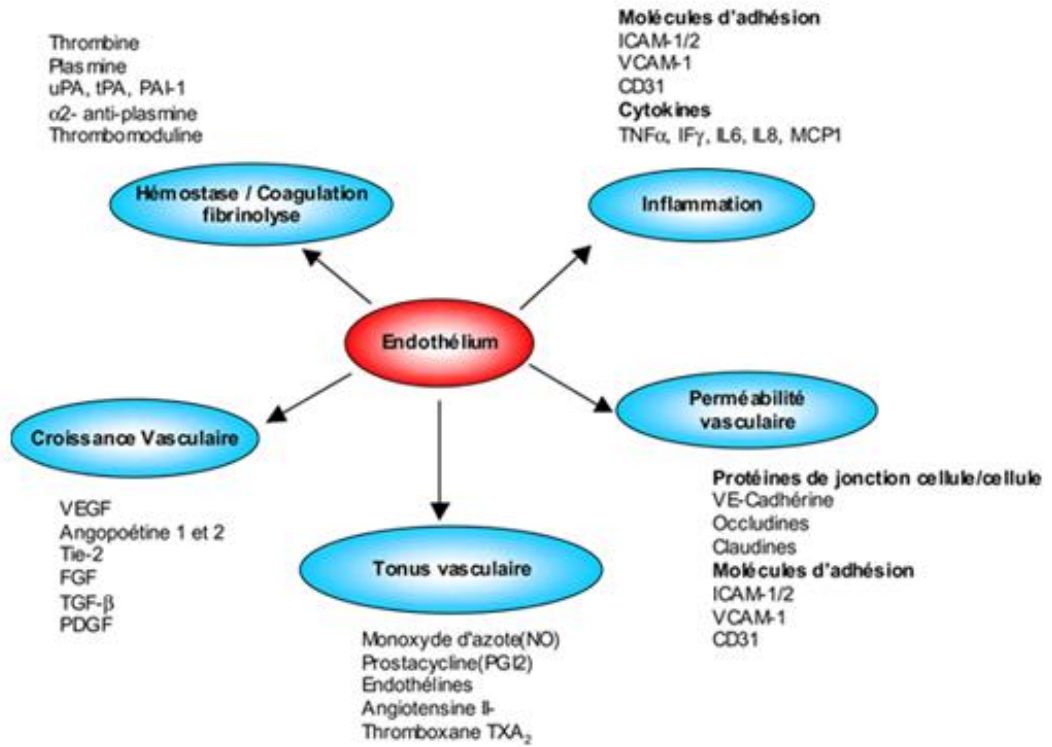 Thrombine
Plasmine
uPA, tPA, PAI-1
α2- anti-plasmine
Thrombomoduline
Hémostase / Coagulation
fibrinolyse
Molécules d'adhésion
ICAM-1/2
VCAM-1
CD31
Cytokines
TNFα, IFγ, IL6, IL8, MCP1
Inflammation
Endothélium
Croissance Vasculaire
VEGF
Angopoétine 1 et 2
Tie-2
FGF
TGF-β
PDGF
Tonus vasculaire
Monoxyde d'azote(NO)
Prostacycline(PGI2)
Endothélines
Angiotensine II-
Thromboxane TXA₂
Perméabilité
vasculaire
Protéines de jonction cellule/cellule
VE-Cadhérine
Occludines
Claudines
Molécules d'adhésion
ICAM-1/2
VCAM-1
CD31